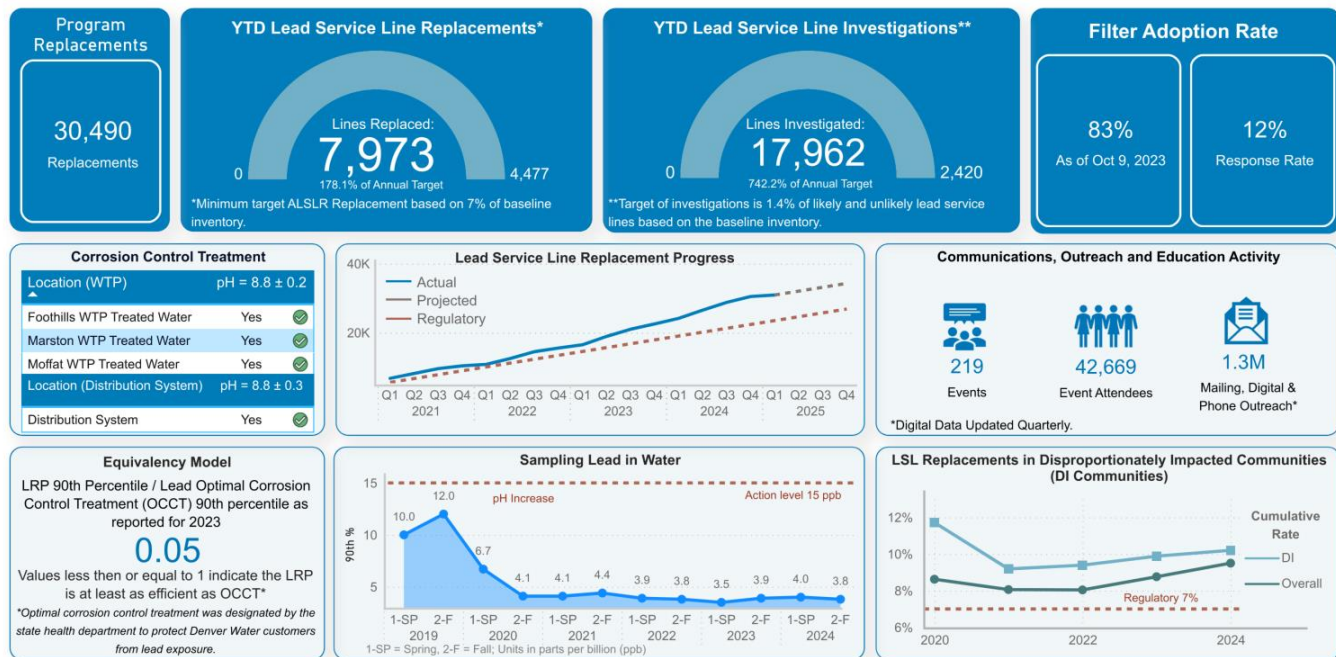 Program
Replacements
30,490
Replacements
YTD Lead Service Line Replacements*
Lines Replaced:
7,973
0
4,477
178.1% of Annual Target
*Minimum target ALSLR Replacement based on 7% of baseline
inventory.
YTD Lead Service Line Investigations**
Lines Investigated:
17,962
0
2,420
742.2% of Annual Target
**Target of investigations is 1.4% of likely and unlikely lead service
lines based on the baseline inventory.
Filter Adoption Rate
83%
As of Oct 9, 2023
12%
Response Rate
Corrosion Control Treatment
Location (WTP) pH = 8.8 ± 0.2
Foothills WTP Treated Water Yes
Marston WTP Treated Water Yes
Moffat WTP Treated Water Yes
Location (Distribution System) pH = 8.8 ± 0.3
Distribution System Yes
Lead Service Line Replacement Progress
40K
Actual
Projected
Regulatory
20K
Q1 Q2 Q3 Q4 Q1 Q2 Q3 Q4 Q1 Q2 Q3 Q4 Q1 Q2 Q3 Q4 Q1 Q2 Q3 Q4
2021 2022 2023 2024 2025
Communications, Outreach and Education Activity
219
Events
42,669
Event Attendees
1.3M
Mailing, Digital &
Phone Outreach*
*Digital Data Updated Quarterly.
Equivalency Model
LRP 90th Percentile / Lead Optimal Corrosion
Control Treatment (OCCT) 90th percentile as
reported for 2023
0.05
Values less then or equal to 1 indicate the LRP
is at least as efficient as OCCT*
*Optimal corrosion control treatment was designated by the
state health department to protect Denver Water customers
from lead exposure.
Sampling Lead in Water
15
pH Increase
Action level 15 ppb
90th %
10
5
10.0 12.0 6.7 4.1 4.1 4.4 3.9 3.8 3.5 3.9 4.0 3.8
1-SP 2-F 1-SP 2-F 1-SP 2-F 1-SP 2-F 1-SP 2-F 1-SP 2-F
2019 2020 2021 2022 2023 2024
1-SP = Spring, 2-F = Fall; Units in parts per billion (ppb)
LSL Replacements in Disproportionately Impacted Communities
(DI Communities)
12%
10%
8%
6%
Cumulative
Rate
DI
Overall
Regulatory 7%
2020 2022 2024